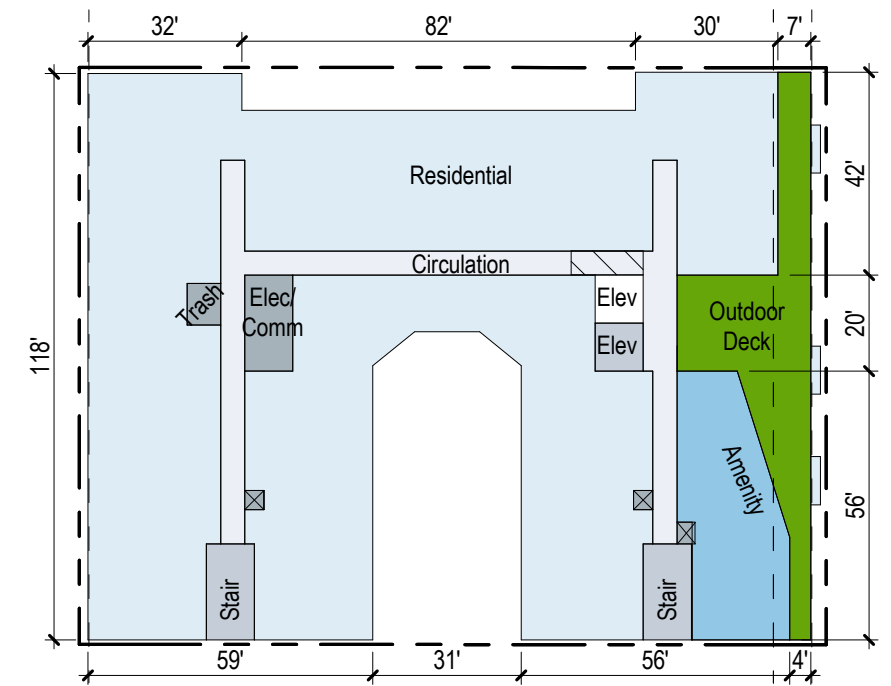 32'
82'
30'
7'
Residential
42'
Circulation
Trash
Elec/
Comm
Elev
Outdoor
Deck
20'
Elev
118'
Amenity
56'
Stair
Stair
59'
31'
56'
4'